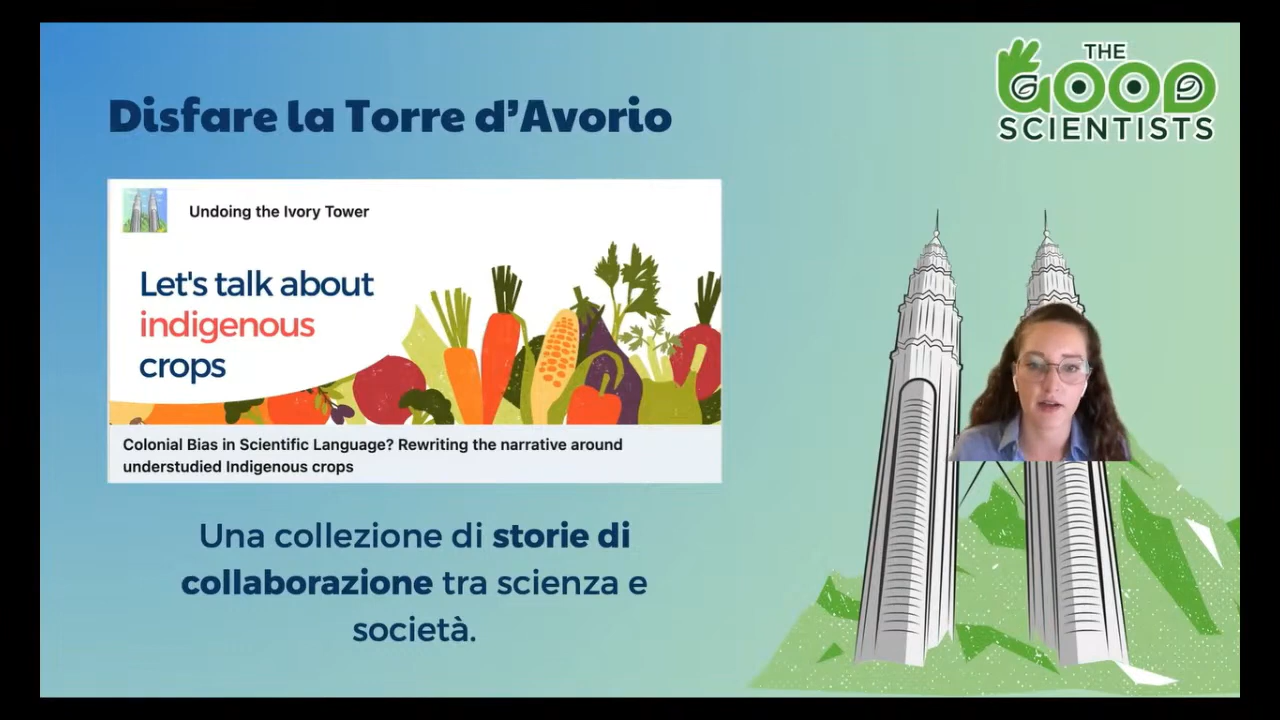 THE
GOOD
SCIENTISTS
Disfare la Torre d’Avorio
Undoing the Ivory Tower
Let's talk about
indigenous
crops
Colonial Bias in Scientific Language? Rewriting the narrative around
understudied Indigenous crops
Una collezione di storie di
collaborazione tra scienza e
società.